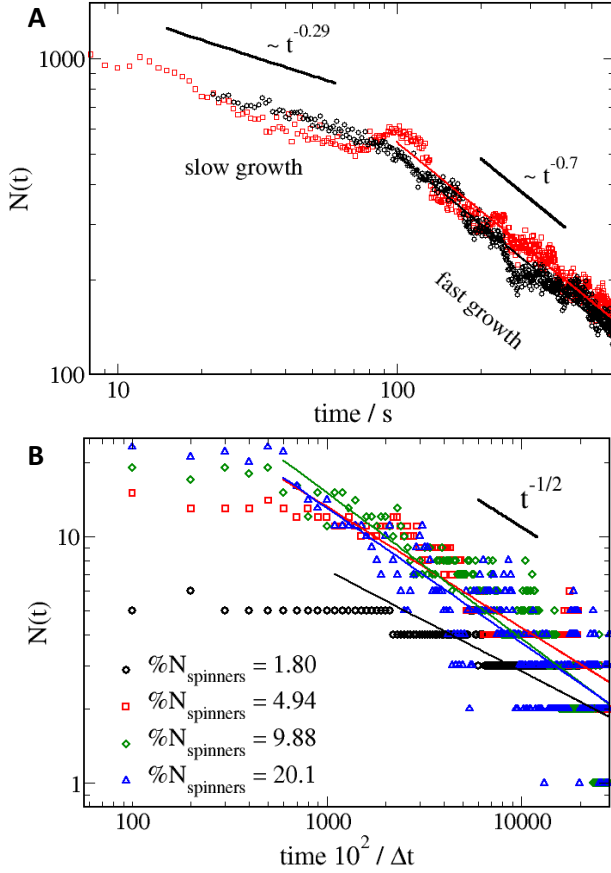 A
1000
~ t^-0.29
slow growth
~ t^-0.7
fast growth
N(t)
100
10
100
time / s
B
t^-1/2
10
N(t)
%N_spinners = 1.80
%N_spinners = 4.94
%N_spinners = 9.88
%N_spinners = 20.1
1
100
1000
10000
time 10^2 / Δt